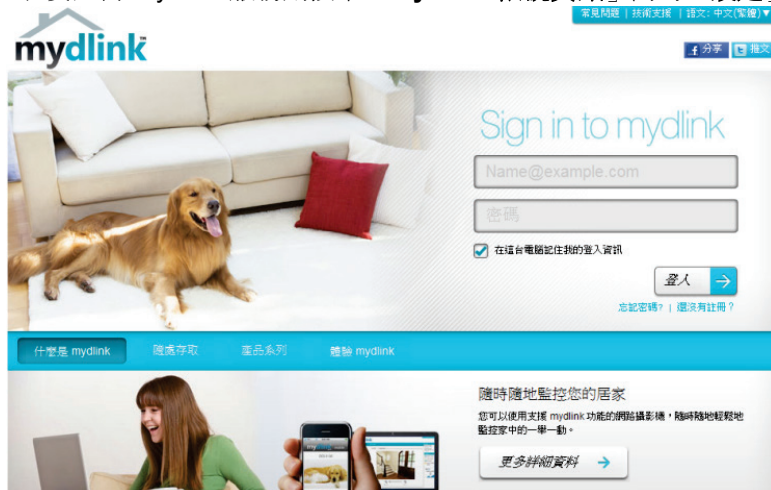 常見問題 | 技術支援 | 語文: 中文(繁體)▼
mydlink
分享 推文
Sign in to mydlink
Name@example.com
密碼
在這台電腦記住我的登入資訊
登入
忘記密碼? | 還沒有註冊?
什麼是 mydlink 隨處存取 產品系列 體驗 mydlink
隨時隨地監控您的居家
您可以使用支援 mydlink 功能的網路攝影機，隨時隨地輕鬆地
監控家中的一舉一動。
更多詳細資料